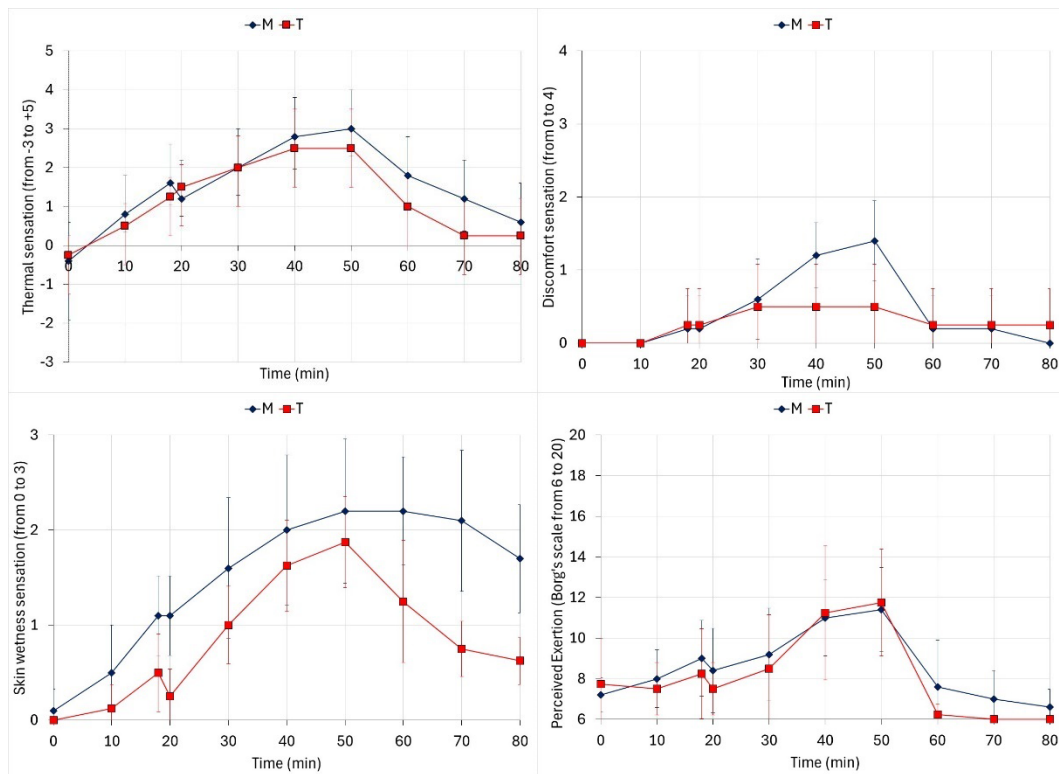 M T
5
4
3
2
1
0
-1
-2
-3
0 10 20 30 40 50 60 70 80
Thermal sensation (from -3 to +5)
Time (min)
M T
4
3
2
1
0
0 10 20 30 40 50 60 70 80
Discomfort sensation (from 0 to 4)
Time (min)
M T
3
2
1
0
0 10 20 30 40 50 60 70 80
Skin wetness sensation (from 0 to 3)
Time (min)
M T
20
18
16
14
12
10
8
6
0 10 20 30 40 50 60 70 80
Perceived Exertion (Borg's scale from 6 to 20)
Time (min)